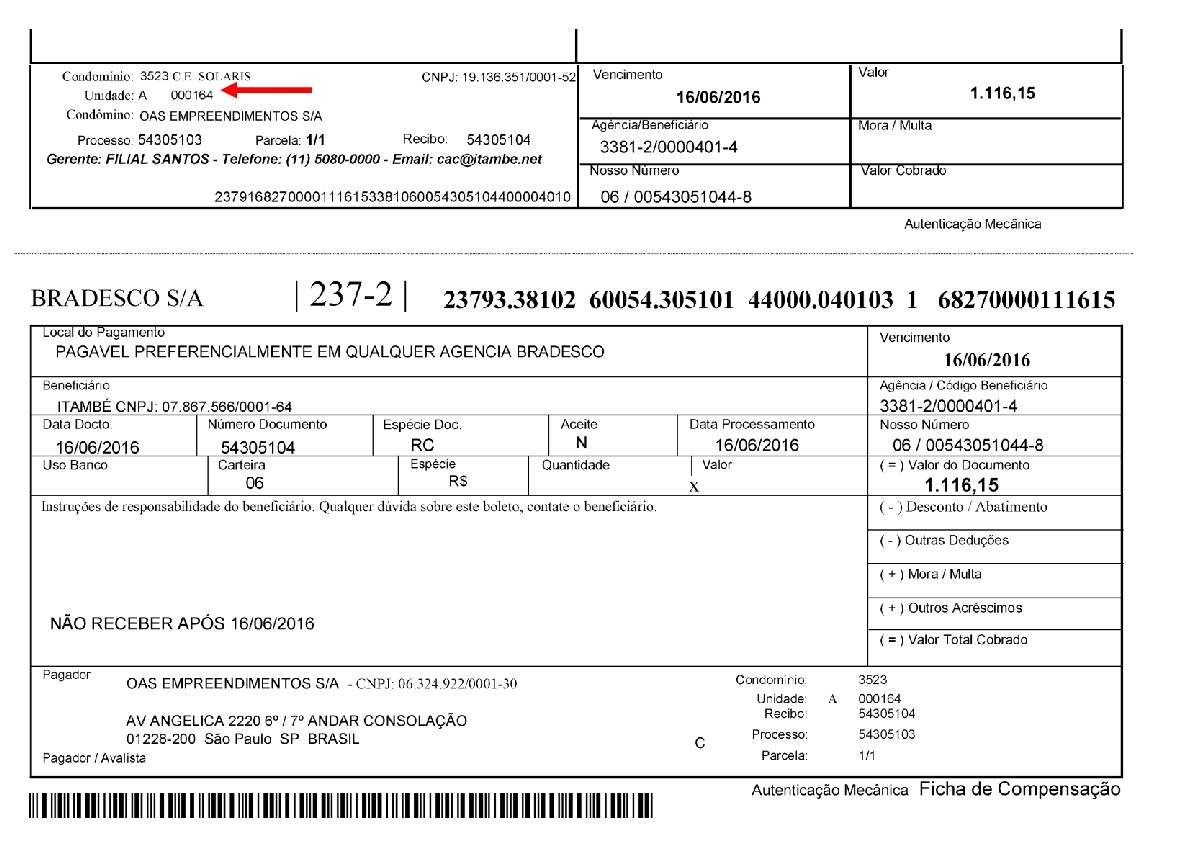 Condomínio: 3523 C.E. SOLARIS
CNPJ: 19.136.351/0001-52
Unidade: A 000164
Condômino: OAS EMPREENDIMENTOS S/A
Processo: 54305103 Parcela: 1/1 Recibo: 54305104
Gerente: FILIAL SANTOS - Telefone: (11) 5080-0000 - Email: cac@itambe.net
23791682700001116153381060054305104400004010
Vencimento
16/06/2016
Valor
1.116,15
Agência/Beneficiário
3381-2/0000401-4
Mora / Multa
Nosso Número
06 / 00543051044-8
Valor Cobrado
Autenticação Mecânica
BRADESCO S/A |237-2| 23793.38102 60054.305101 44000.040103 1 68270000111615
Local do Pagamento
PAGAVEL PREFERENCIALMENTE EM QUALQUER AGENCIA BRADESCO
Vencimento
16/06/2016
Beneficiário
ITAMBÉ CNPJ: 07.867.566/0001-64
Agência / Código Beneficiário
3381-2/0000401-4
Data Docto.
16/06/2016
Número Documento
54305104
Espécie Doc.
RC
Aceite
N
Data Processamento
16/06/2016
Nosso Número
06 / 00543051044-8
Uso Banco
Carteira
06
Espécie
R$
Quantidade
Valor
X
( = ) Valor do Documento
1.116,15
Instruções de responsabilidade do beneficiário. Qualquer dúvida sobre este boleto, contate o beneficiário.
( - ) Desconto / Abatimento
( - ) Outras Deduções
( + ) Mora / Multa
( + ) Outros Acréscimos
( = ) Valor Total Cobrado
NÃO RECEBER APÓS 16/06/2016
Pagador
OAS EMPREENDIMENTOS S/A - CNPJ: 06.324.922/0001-30
AV ANGELICA 2220 6º / 7º ANDAR CONSOLAÇÃO
01228-200 São Paulo SP BRASIL
C
Condomínio: 3523
Unidade: A 000164
Recibo: 54305104
Processo: 54305103
Parcela: 1/1
Pagador / Avalista
Autenticação Mecânica Ficha de Compensação